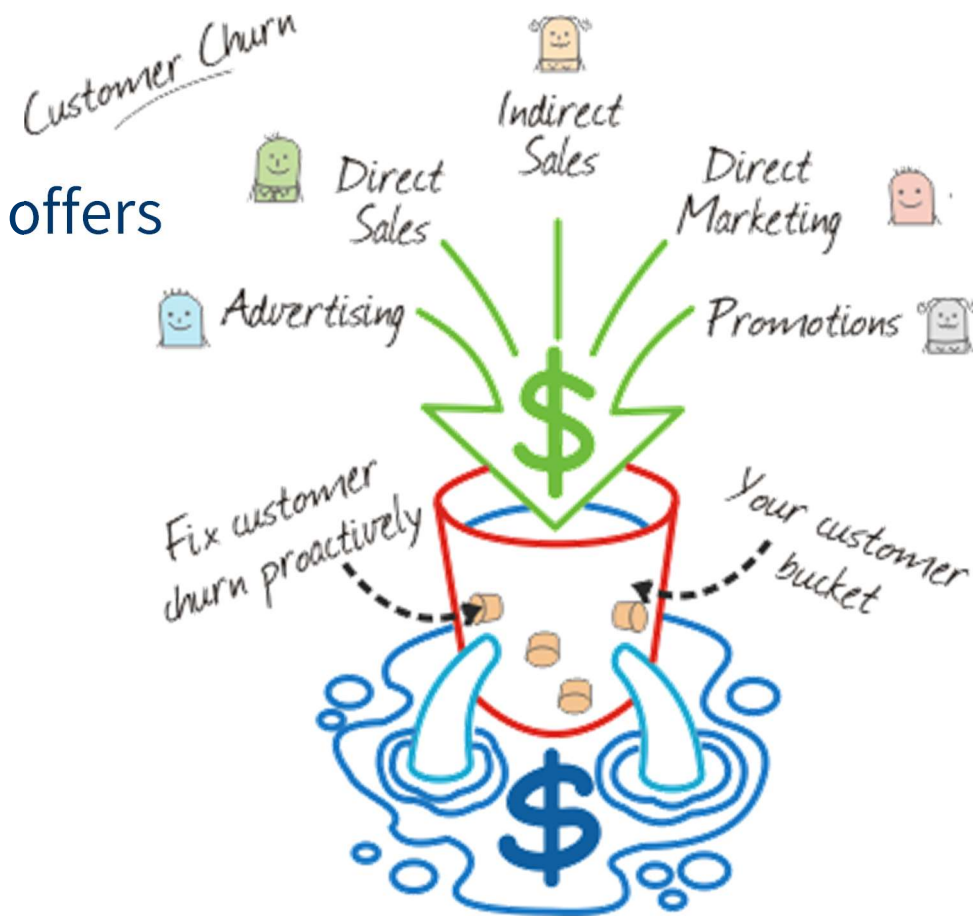 Customer Churn
offers
Indirect
Sales
Direct
Sales
Direct
Marketing
Advertising
Promotions
$
Fix customer
churn proactively
Your customer
bucket
$